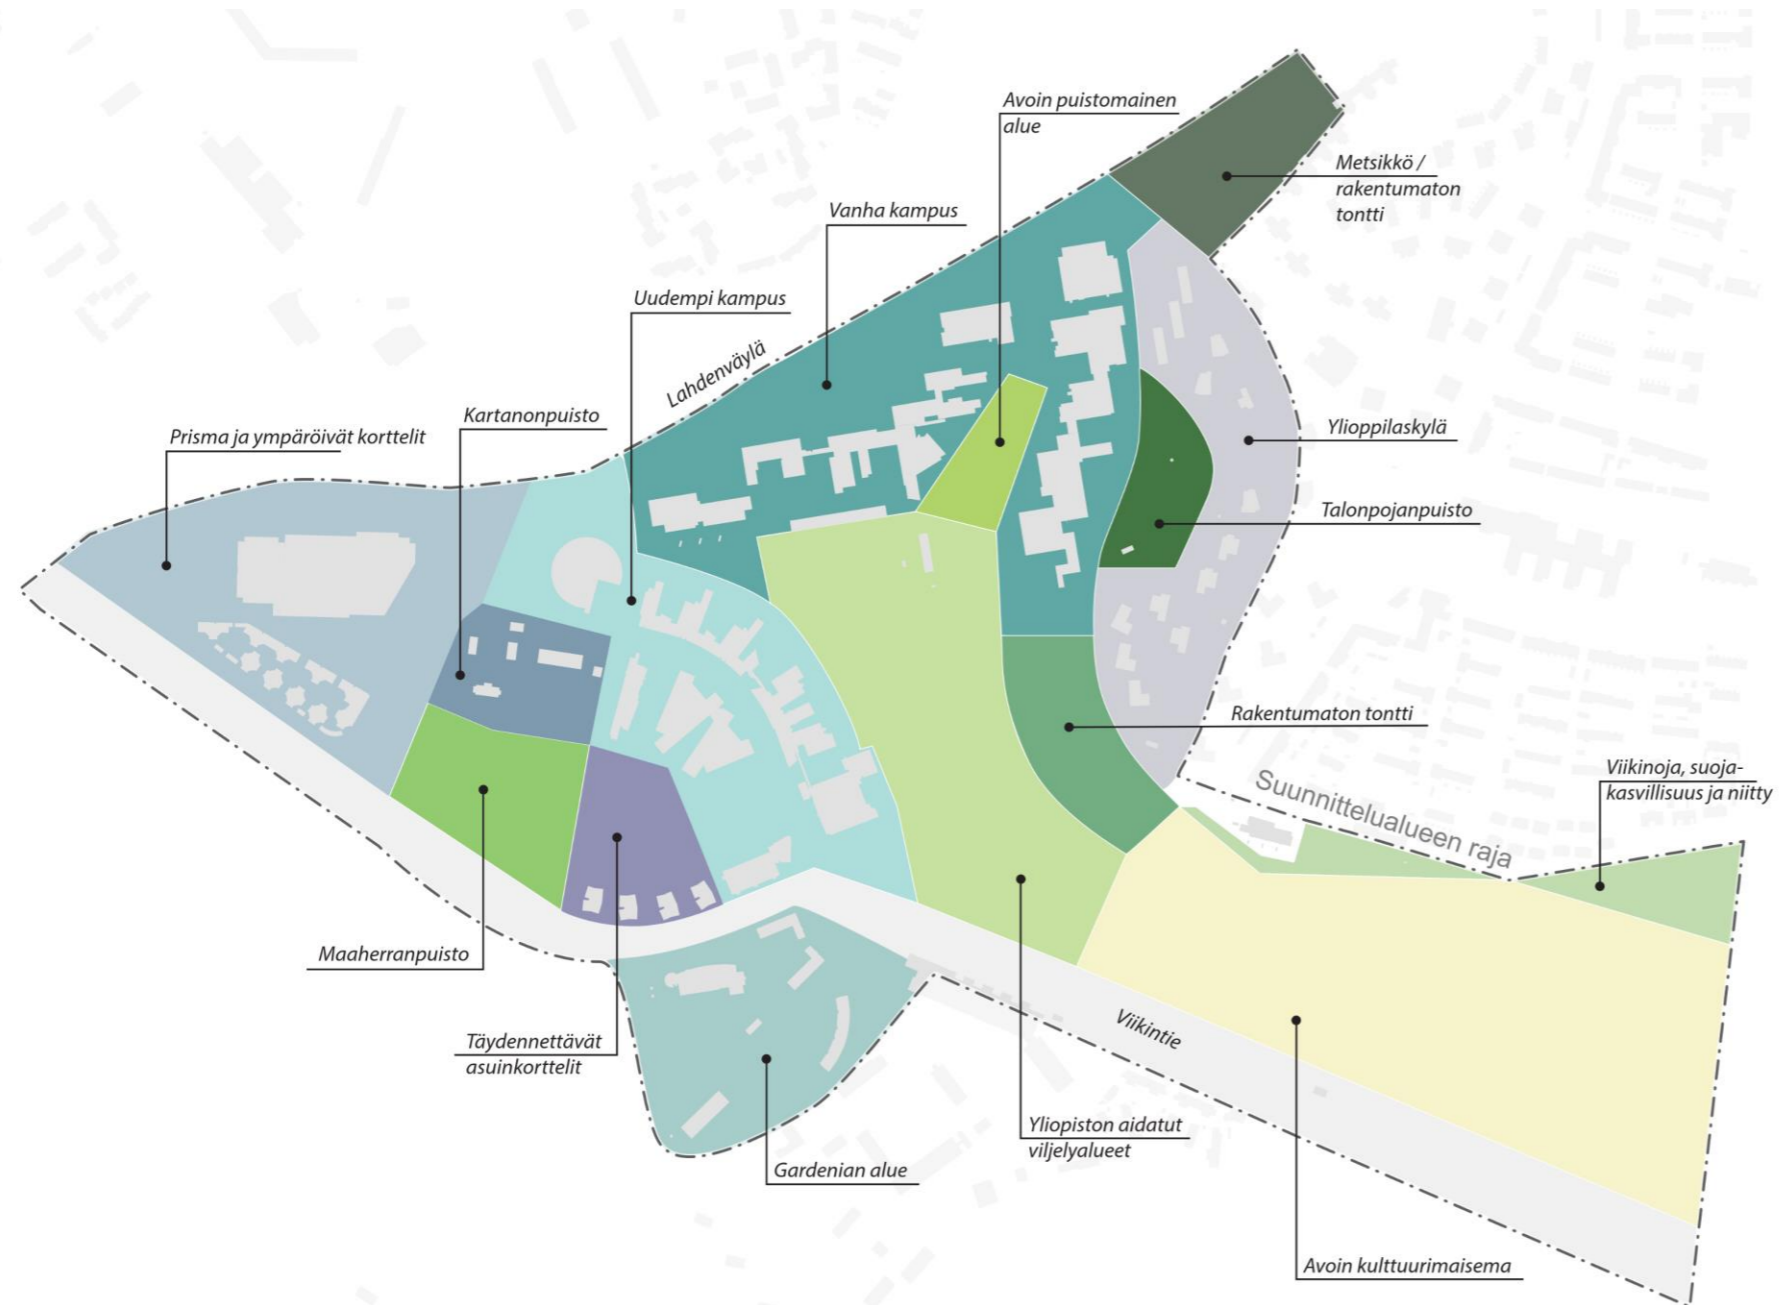 Avoin puistomainen
alue
Metsikkö /
rakentumaton
tontti
Vanha kampus
Uudempi kampus
Lahdenväylä
Kartanonpuisto
Prisma ja ympäröivät korttelit
Ylioppilaskylä
Talonpojanpuisto
Rakentumaton tontti
Viikinoja, suoja-
kasvillisuus ja niitty
Suunnittelualueen raja
Maaherranpuisto
Täydennettävät
asuinkorttelit
Viikintie
Yliopiston aidatut
viljelyalueet
Gardenian alue
Avoin kulttuurimaisema